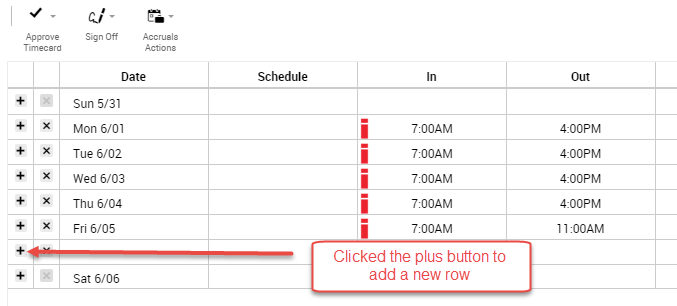 Approve Timecard
Sign Off
Accruals Actions
Date Schedule In Out
Sun 5/31
Mon 6/01 7:00AM 4:00PM
Tue 6/02 7:00AM 4:00PM
Wed 6/03 7:00AM 4:00PM
Thu 6/04 7:00AM 4:00PM
Fri 6/05 7:00AM 11:00AM
Clicked the plus button to
add a new row
Sat 6/06